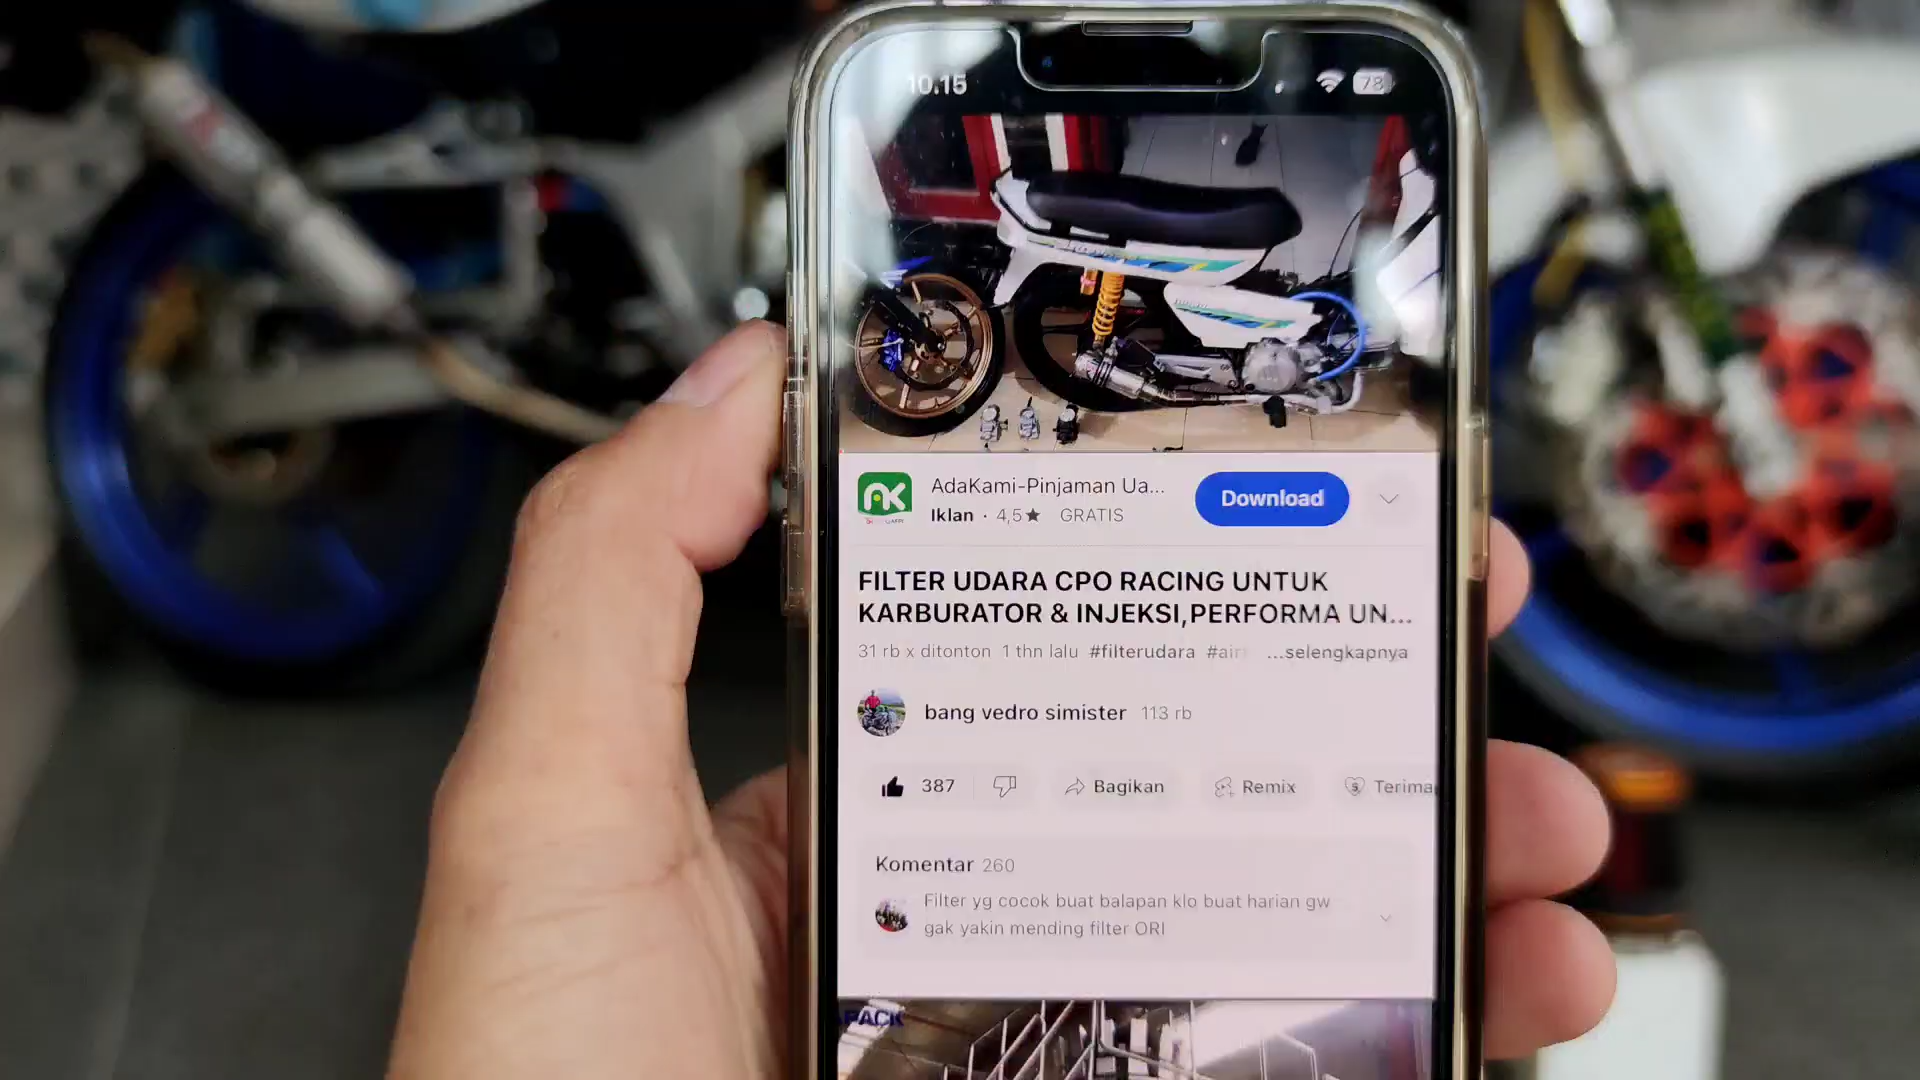 10.15
78
AdaKami-Pinjaman Ua...
Download
Iklan · 4,5★ GRATIS
FILTER UDARA CPO RACING UNTUK
KARBURATOR & INJEKSI,PERFORMA UN...
31 rb x ditonton 1 thn lalu #filterudara #air ...selengkapnya
bang vedro simister 113 rb
387
Bagikan
Remix
Terima
Komentar 260
Filter yg cocok buat balapan klo buat harian gw
gak yakin mending filter ORI
PACK